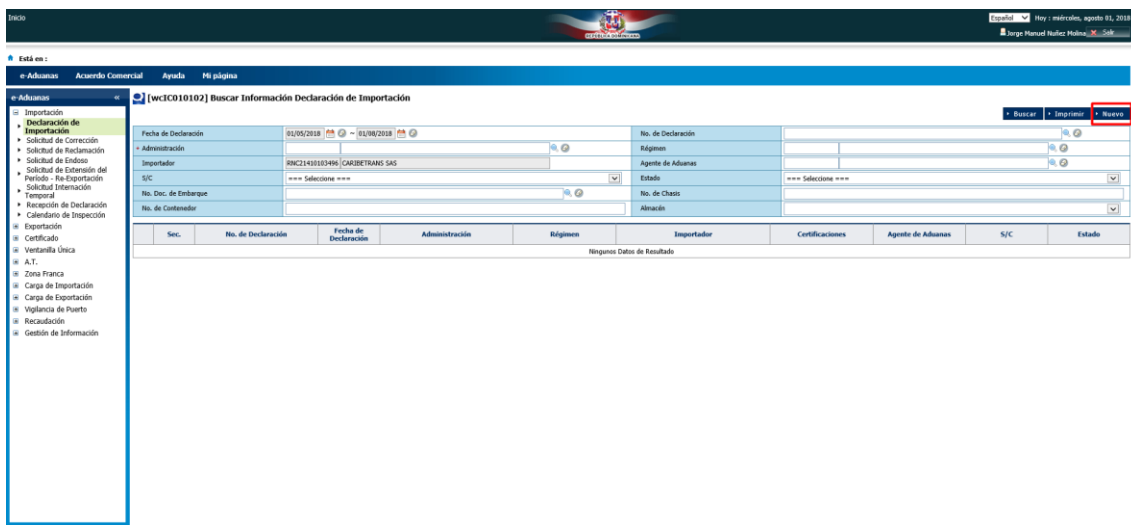 Inicio
REPUBLICA DOMINICANA
Español
Hoy : miércoles, agosto 01, 2018
Jorge Manuel Nuñez Molina Salir
Está en :
e-Aduanas Acuerdo Comercial Ayuda Mi página
e-Aduanas «
Importación
Declaración de
Importación
Solicitud de Corrección
Solicitud de Reclamación
Solicitud de Endoso
Solicitud de Extensión del
Período - Re-Exportación
Solicitud Internación
Temporal
Recepción de Declaración
Calendario de Inspección
Exportación
Certificado
Ventanilla Única
A.T.
Zona Franca
Carga de Importación
Carga de Exportación
Vigilancia de Puerto
Recaudación
Gestión de Información
[wcIC010102] Buscar Información Declaración de Importación
Buscar Imprimir Nuevo
Fecha de Declaración 01/05/2018 ~ 01/08/2018 No. de Declaración
* Administración Régimen
Importador RNC21410103496 CARIBETRANS SAS Agente de Aduanas
S/C === Seleccione === Estado === Seleccione ===
No. Doc. de Embarque No. de Chasis
No. de Contenedor Almacén
Sec. No. de Declaración Fecha de Declaración Administración Régimen Importador Certificaciones Agente de Aduanas S/C Estado
Ningunos Datos de Resultado